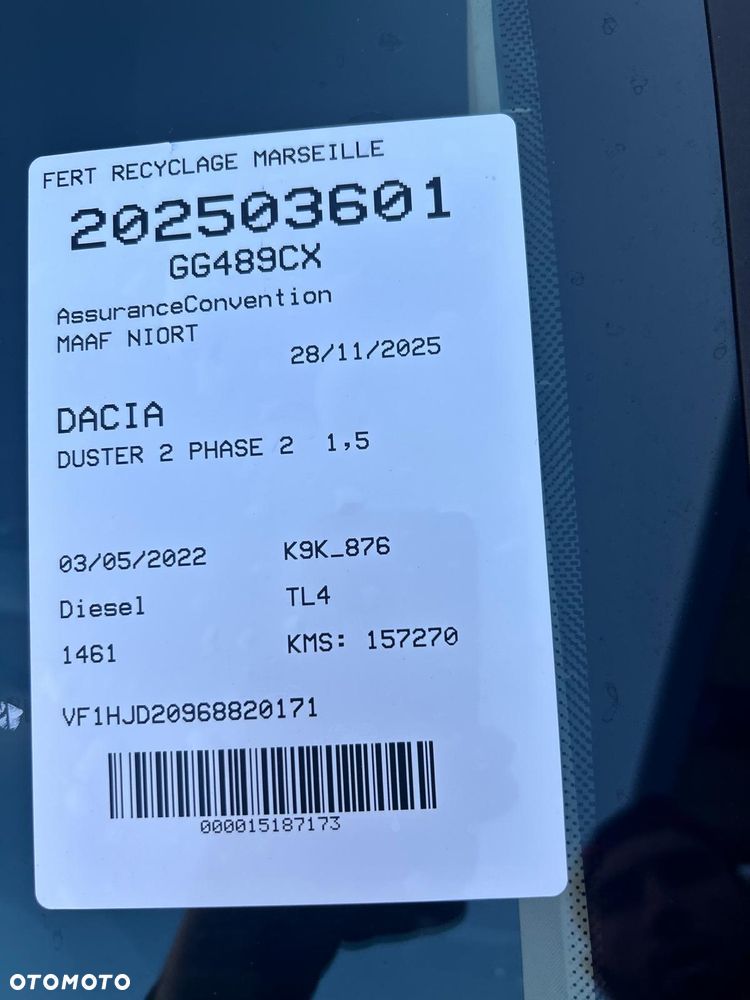 FERT RECYCLAGE MARSEILLE
202503601
GG489CX
AssuranceConvention
MAAF NIORT
28/11/2025
DACIA
DUSTER 2 PHASE 2 1,5
03/05/2022 K9K_876
Diesel TL4
1461 KMS: 157270
VF1HJD20968820171
000015187173
OTOMOTO